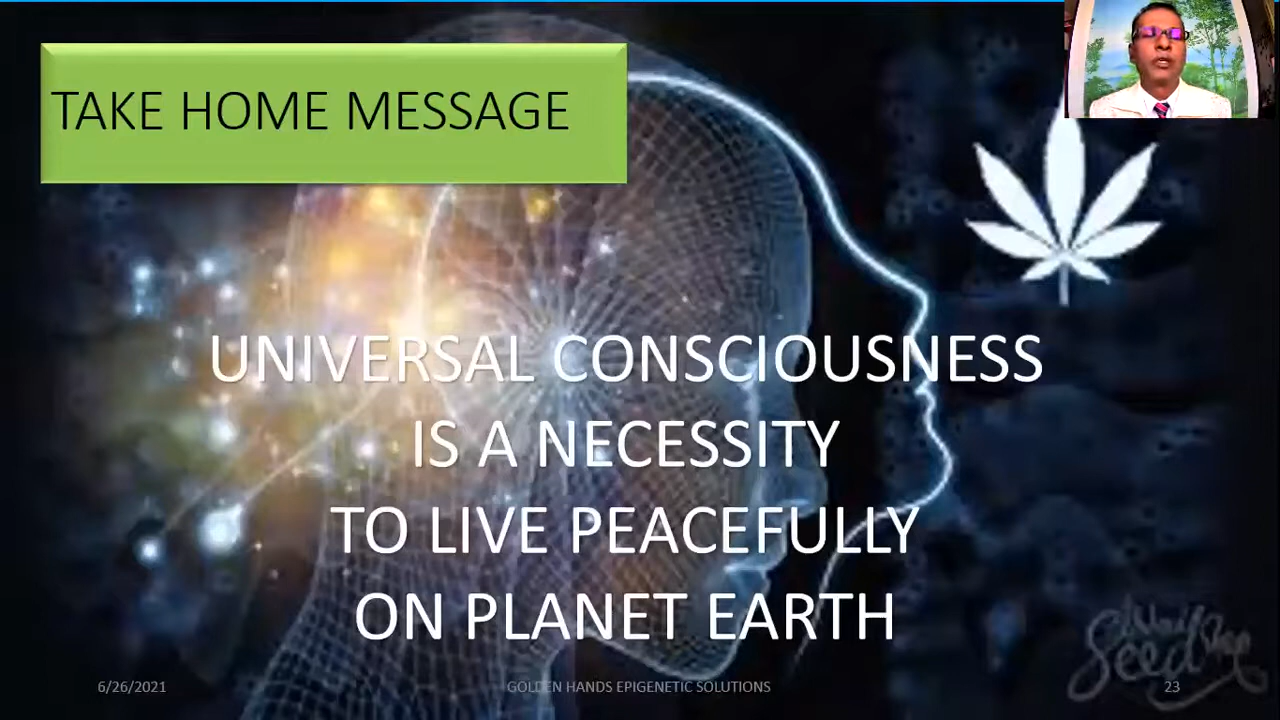 TAKE HOME MESSAGE
UNIVERSAL CONSCIOUSNESS
IS A NECESSITY
TO LIVE PEACEFULLY
ON PLANET EARTH
6/26/2021
GOLDEN HANDS EPIGENETIC SOLUTIONS
23
Seed